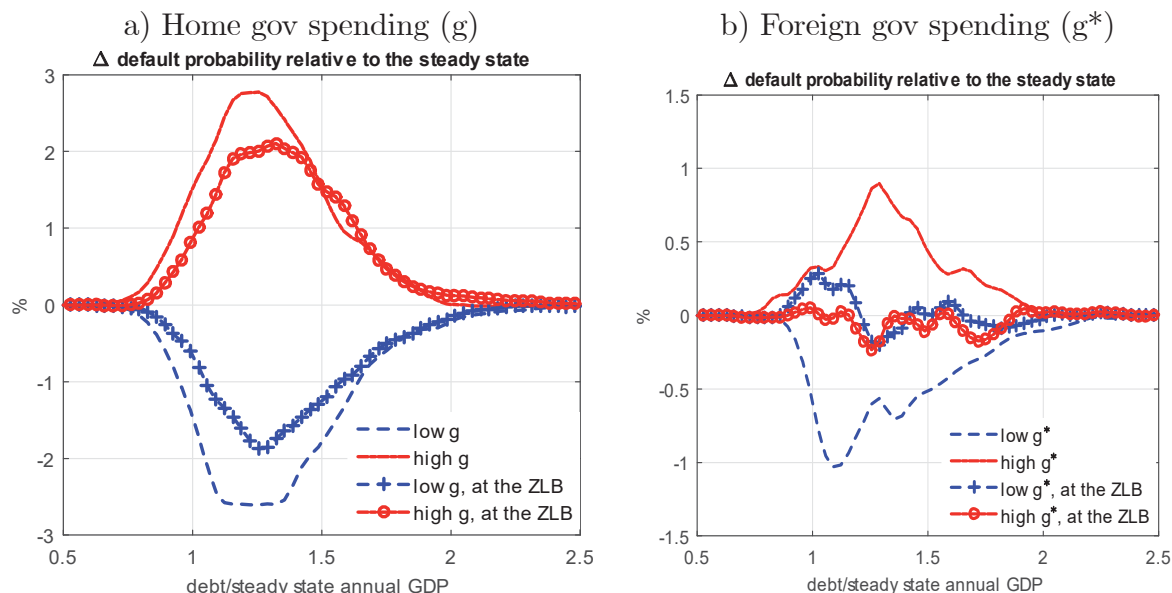 a) Home gov spending (g)
Δ default probability relative to the steady state
3
2
1
0
-1
-2
-3
%
low g
high g
low g, at the ZLB
high g, at the ZLB
0.5 1 1.5 2 2.5
debt/steady state annual GDP
b) Foreign gov spending (g*)
Δ default probability relative to the steady state
1.5
1
0.5
0
-0.5
-1
-1.5
%
low g*
high g*
low g*, at the ZLB
high g*, at the ZLB
0.5 1 1.5 2 2.5
debt/steady state annual GDP